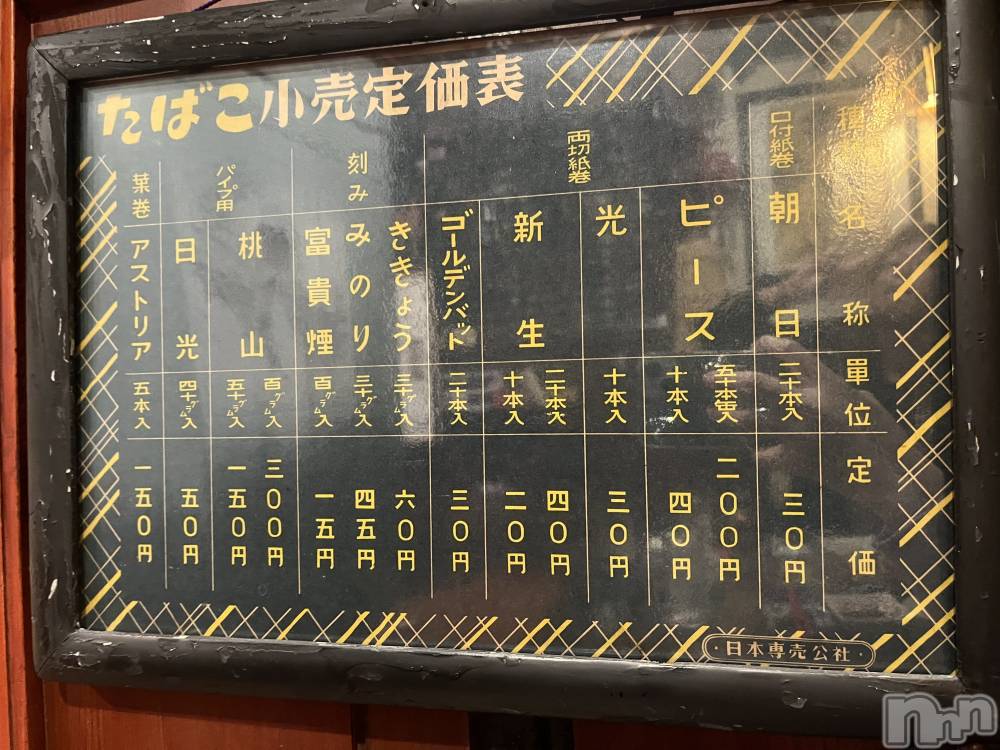 たばこ小売定価表
種
名
称
単位
定
価
口付紙巻
朝日
二十本入
三〇円
両切紙巻
ピース
五十本缶入
二〇〇円
十本入
四〇円
光
十本入
三〇円
新生
二十本入
四〇円
十本入
二〇円
ゴールデンバット
二十本入
三〇円
刻み
ききょう
三十グラム入
六〇円
みのり
三十グラム入
四五円
富貴煙
百グラム入
一五円
パイプ用
桃山
百グラム入
三〇〇円
五十グラム入
一五〇円
日光
四十グラム入
五〇円
葉巻
アストリア
五本入
一五〇円
・日本専売公社・
nnn